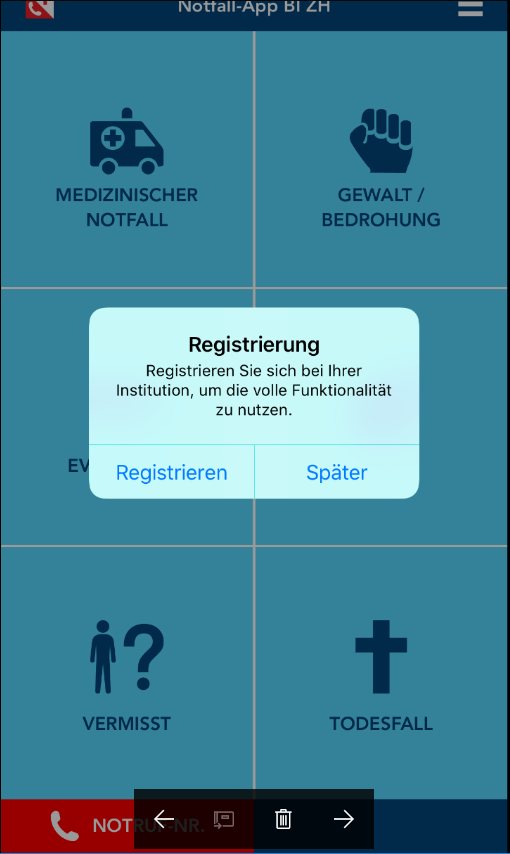 Notfall-App BI ZH
MEDIZINISCHER
NOTFALL
GEWALT /
BEDROHUNG
Registrierung
Registrieren Sie sich bei Ihrer
Institution, um die volle Funktionalität
zu nutzen.
EV
Registrieren
Später
VERMISST
TODESFALL
NOTRUF-NR.